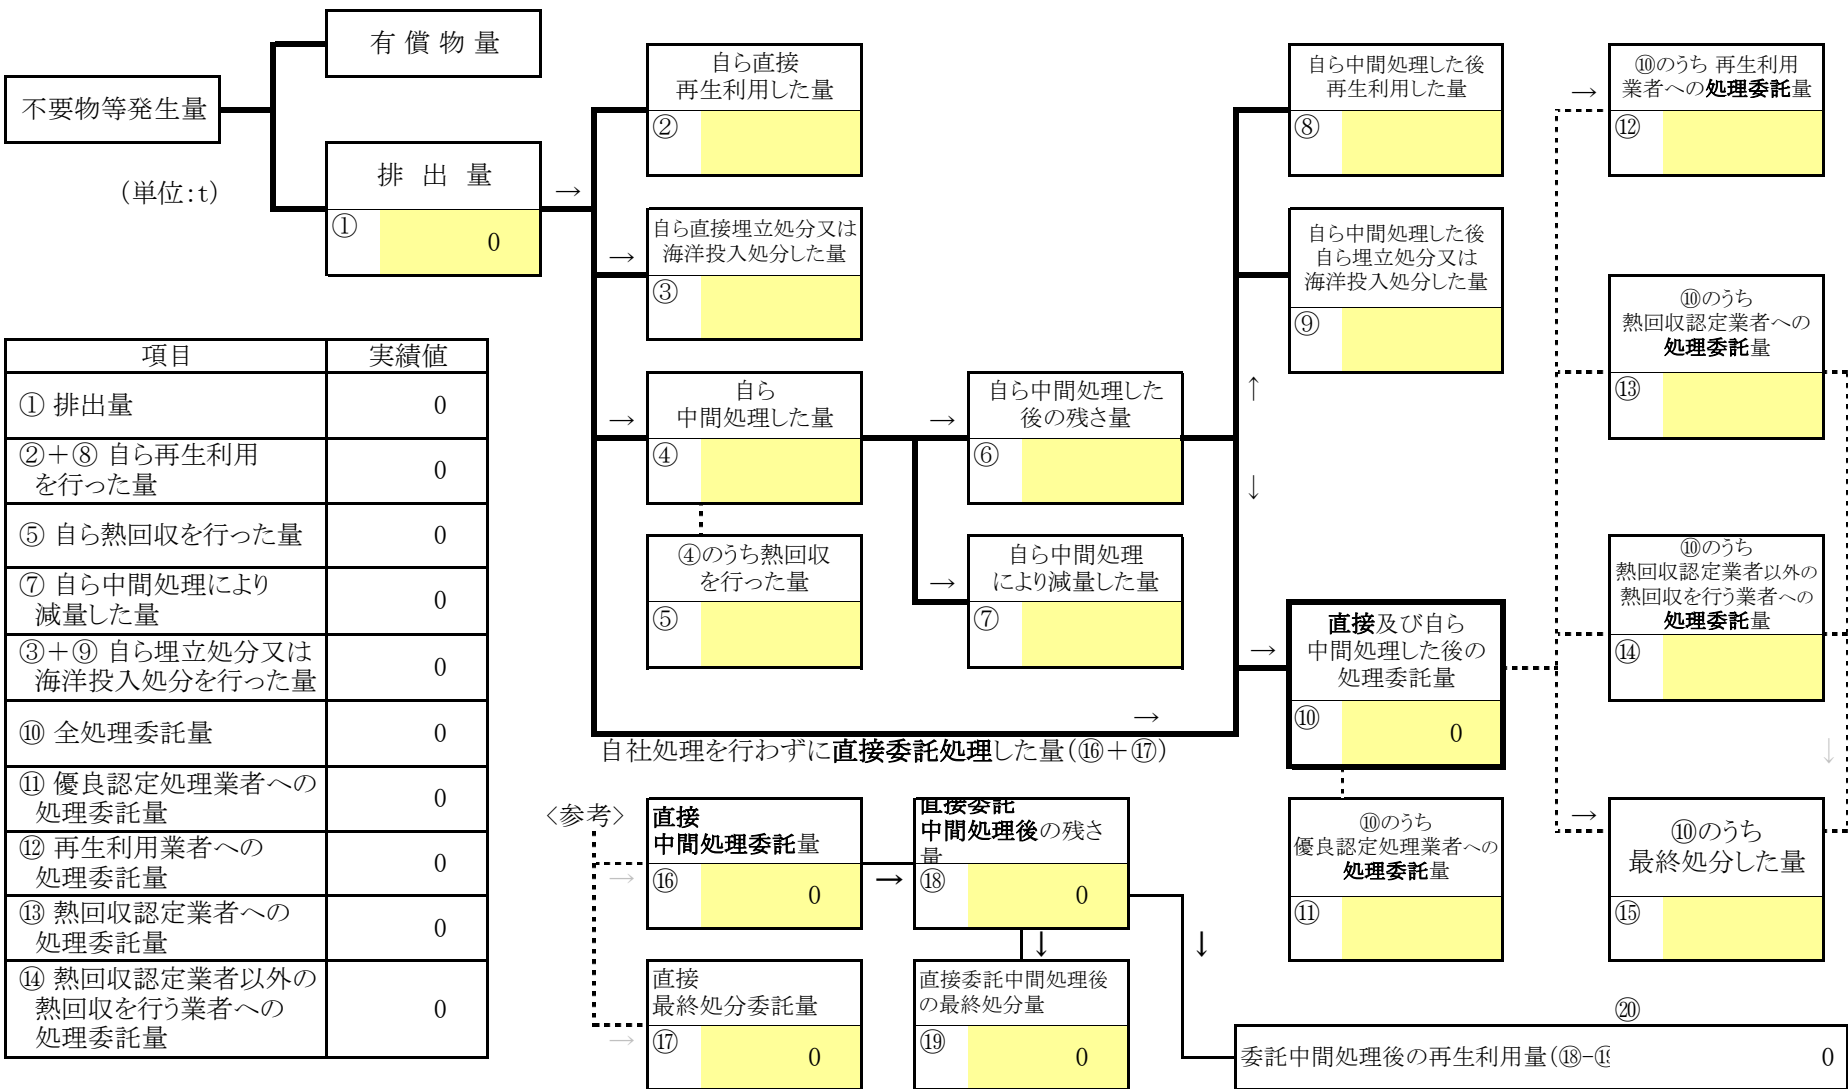 有 償 物 量
不要物等発生量
(単位:t)
排 出 量
→
①
0
自ら直接
再生利用した量
②
→
自ら直接埋立処分又は
海洋投入処分した量
③
→
自ら
中間処理した量
④
④のうち熱回収
を行った量
⑤
→
自ら中間処理した
後の残さ量
⑥
→
自ら中間処理
により減量した量
⑦
自ら中間処理した後
再生利用した量
⑧
自ら中間処理した後
自ら埋立処分又は
海洋投入処分した量
⑨
↑
↓
→
直接及び自ら
中間処理した後の
処理委託量
⑩
0
→
自社処理を行わずに直接委託処理した量(⑯+⑰)
⑩のうち
優良認定処理業者への
処理委託量
⑪
→
⑩のうち 再生利用
業者への処理委託量
⑫
⑩のうち
熱回収認定業者への
処理委託量
⑬
⑩のうち
熱回収認定業者以外の
熱回収を行う業者への
処理委託量
⑭
↓
→
⑩のうち
最終処分した量
⑮
項目 実績値
① 排出量 0
②+⑧ 自ら再生利用
を行った量 0
⑤ 自ら熱回収を行った量 0
⑦ 自ら中間処理により
減量した量 0
③+⑨ 自ら埋立処分又は
海洋投入処分を行った量 0
⑩ 全処理委託量 0
⑪ 優良認定処理業者への
処理委託量 0
⑫ 再生利用業者への
処理委託量 0
⑬ 熱回収認定業者への
処理委託量 0
⑭ 熱回収認定業者以外の
熱回収を行う業者への
処理委託量 0
<参考>
→
直接
中間処理委託量
⑯
0
→
直接委託
中間処理後の残さ
量
⑱
0
→
直接
最終処分委託量
⑰
0
↓
直接委託中間処理後
の最終処分量
⑲
0
↓
⑳
委託中間処理後の再生利用量(⑱-⑲
0